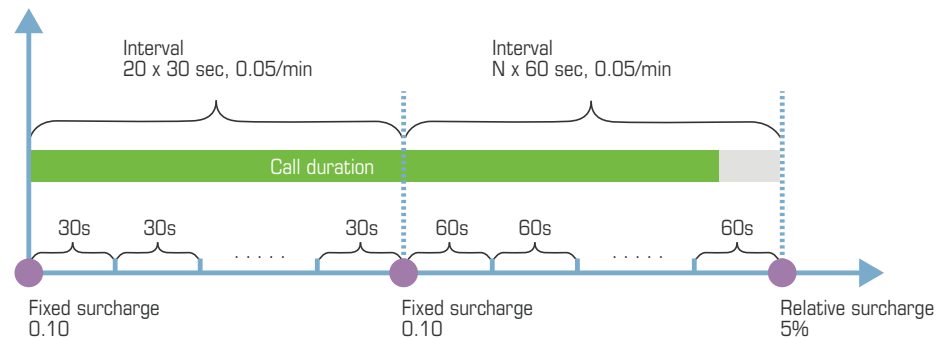 Interval
20 x 30 sec, 0.05/min
Interval
N x 60 sec, 0.05/min
Call duration
30s
30s
30s
60s
60s
60s
. . . . .
. . . . .
Fixed surcharge
0.10
Fixed surcharge
0.10
Relative surcharge
5%